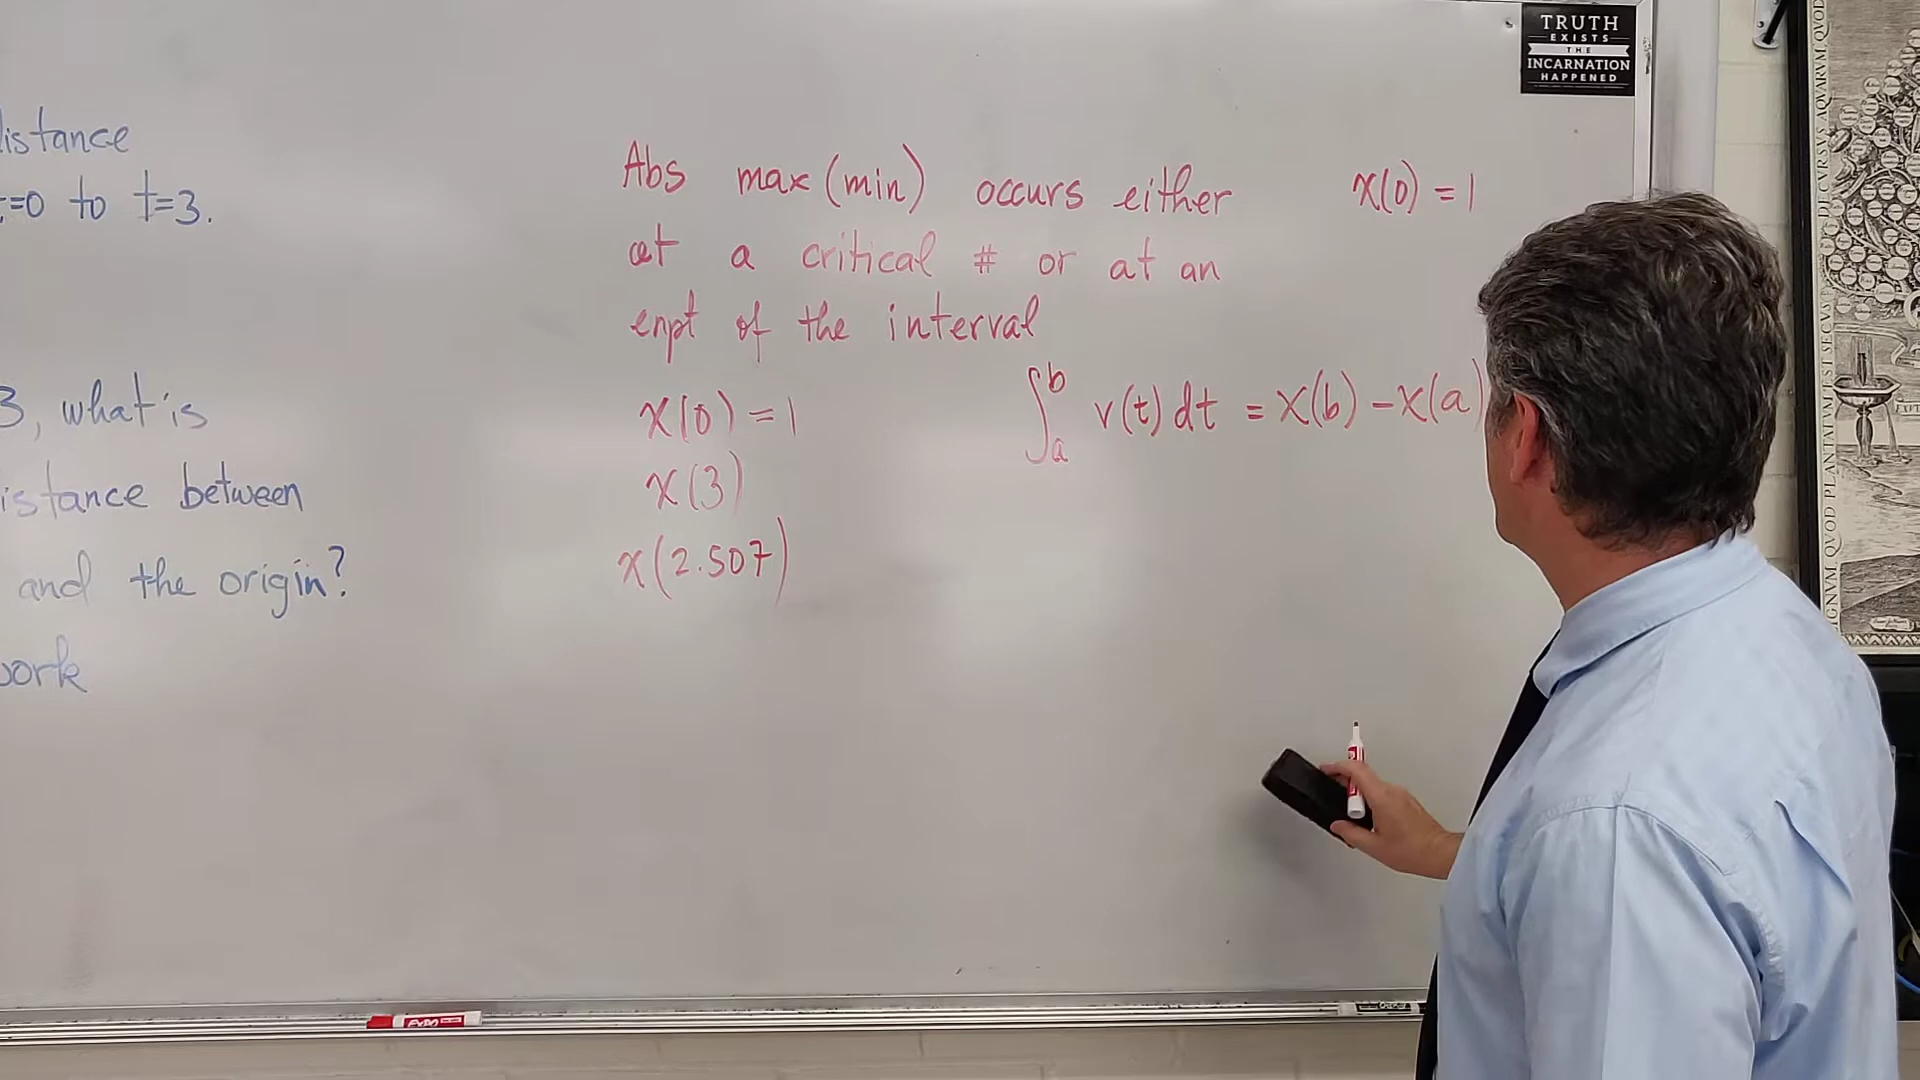 istance
t=0 to t=3.
3, what is
istance between
and the origin?
work
Abs max (min) occurs either
at a critical # or at an
enpt of the interval
x(0) = 1
x(3)
x(2.507)
x(0) = 1
∫ₐᵇ v(t) dt = x(b) - x(a)
TRUTH
EXISTS
THE
INCARNATION
HAPPENED
EXPO